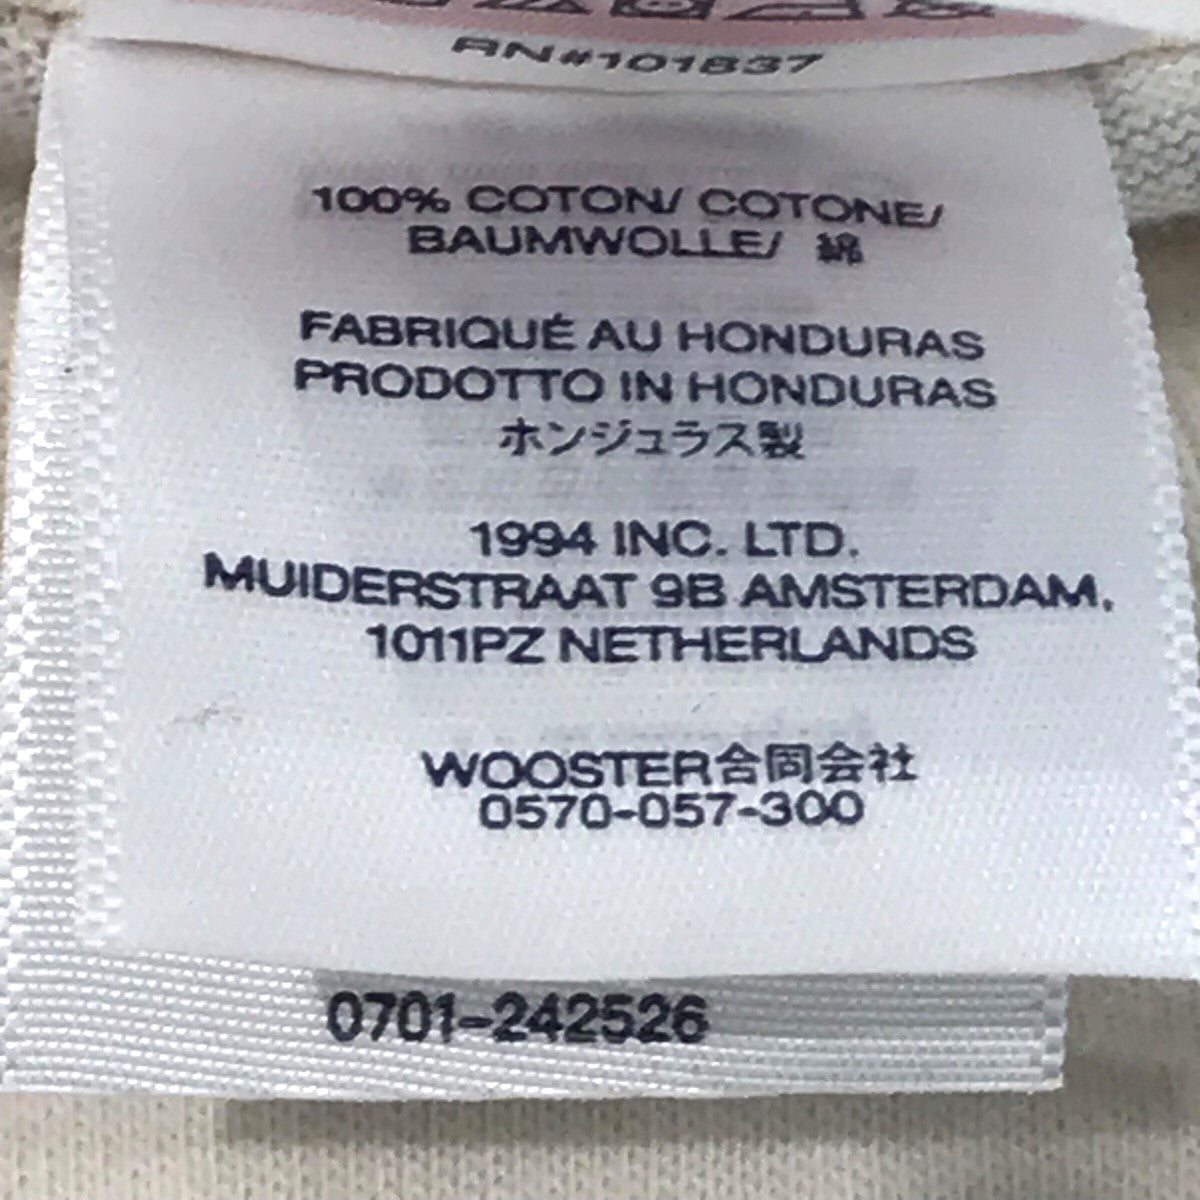 RN#101837
100% COTON/ COTONE/
BAUMWOLLE/ 綿
FABRIQUÉ AU HONDURAS
PRODOTTO IN HONDURAS
ホンジュラス製
1994 INC. LTD.
MUIDERSTRAAT 9B AMSTERDAM,
1011PZ NETHERLANDS
WOOSTER合同会社
0570-057-300
0701-242526